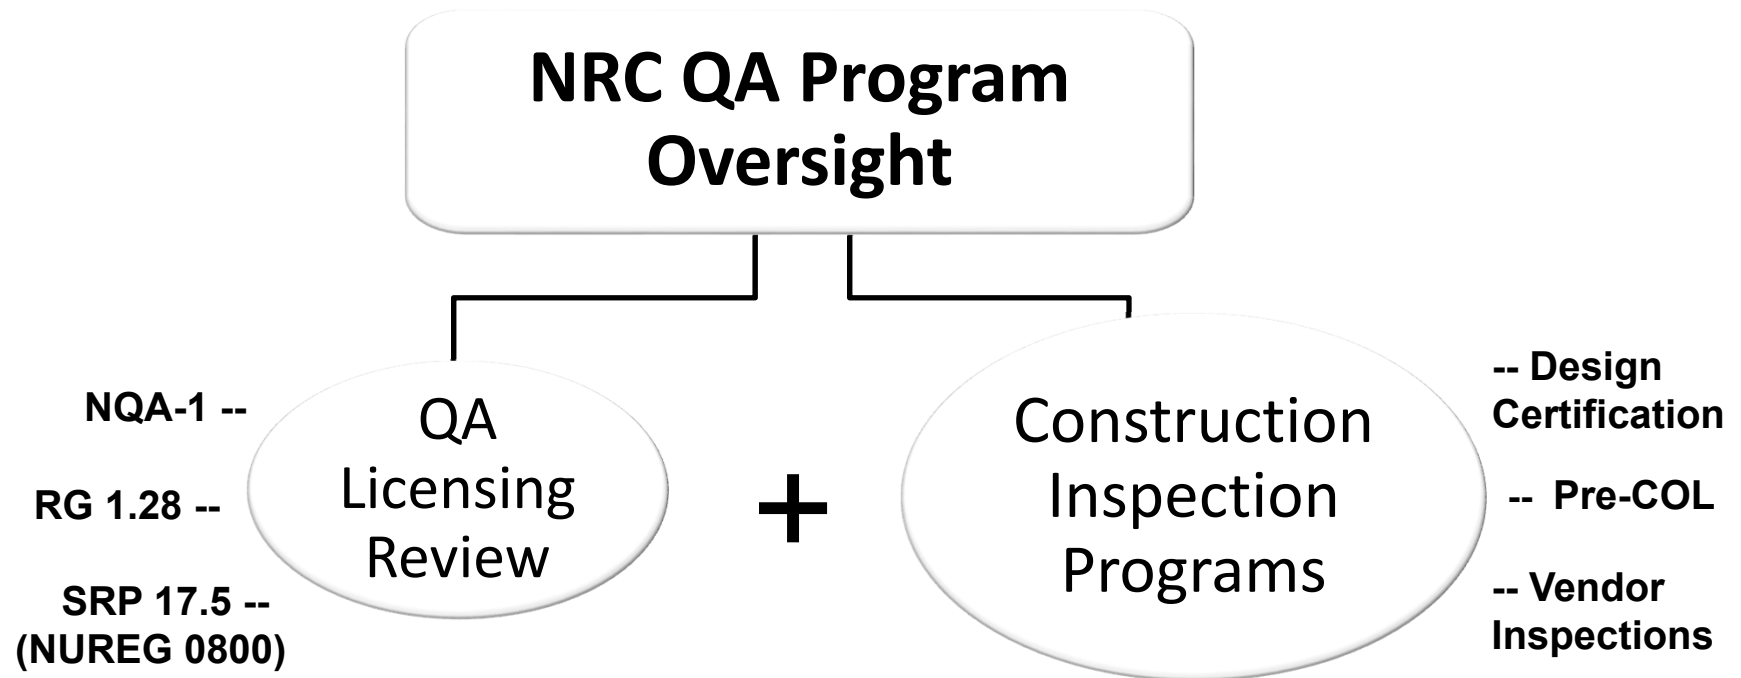 NRC QA Program
Oversight
NQA-1 --
RG 1.28 --
SRP 17.5 --
(NUREG 0800)
QA
Licensing
Review
+
Construction
Inspection
Programs
-- Design
Certification
-- Pre-COL
-- Vendor
Inspections